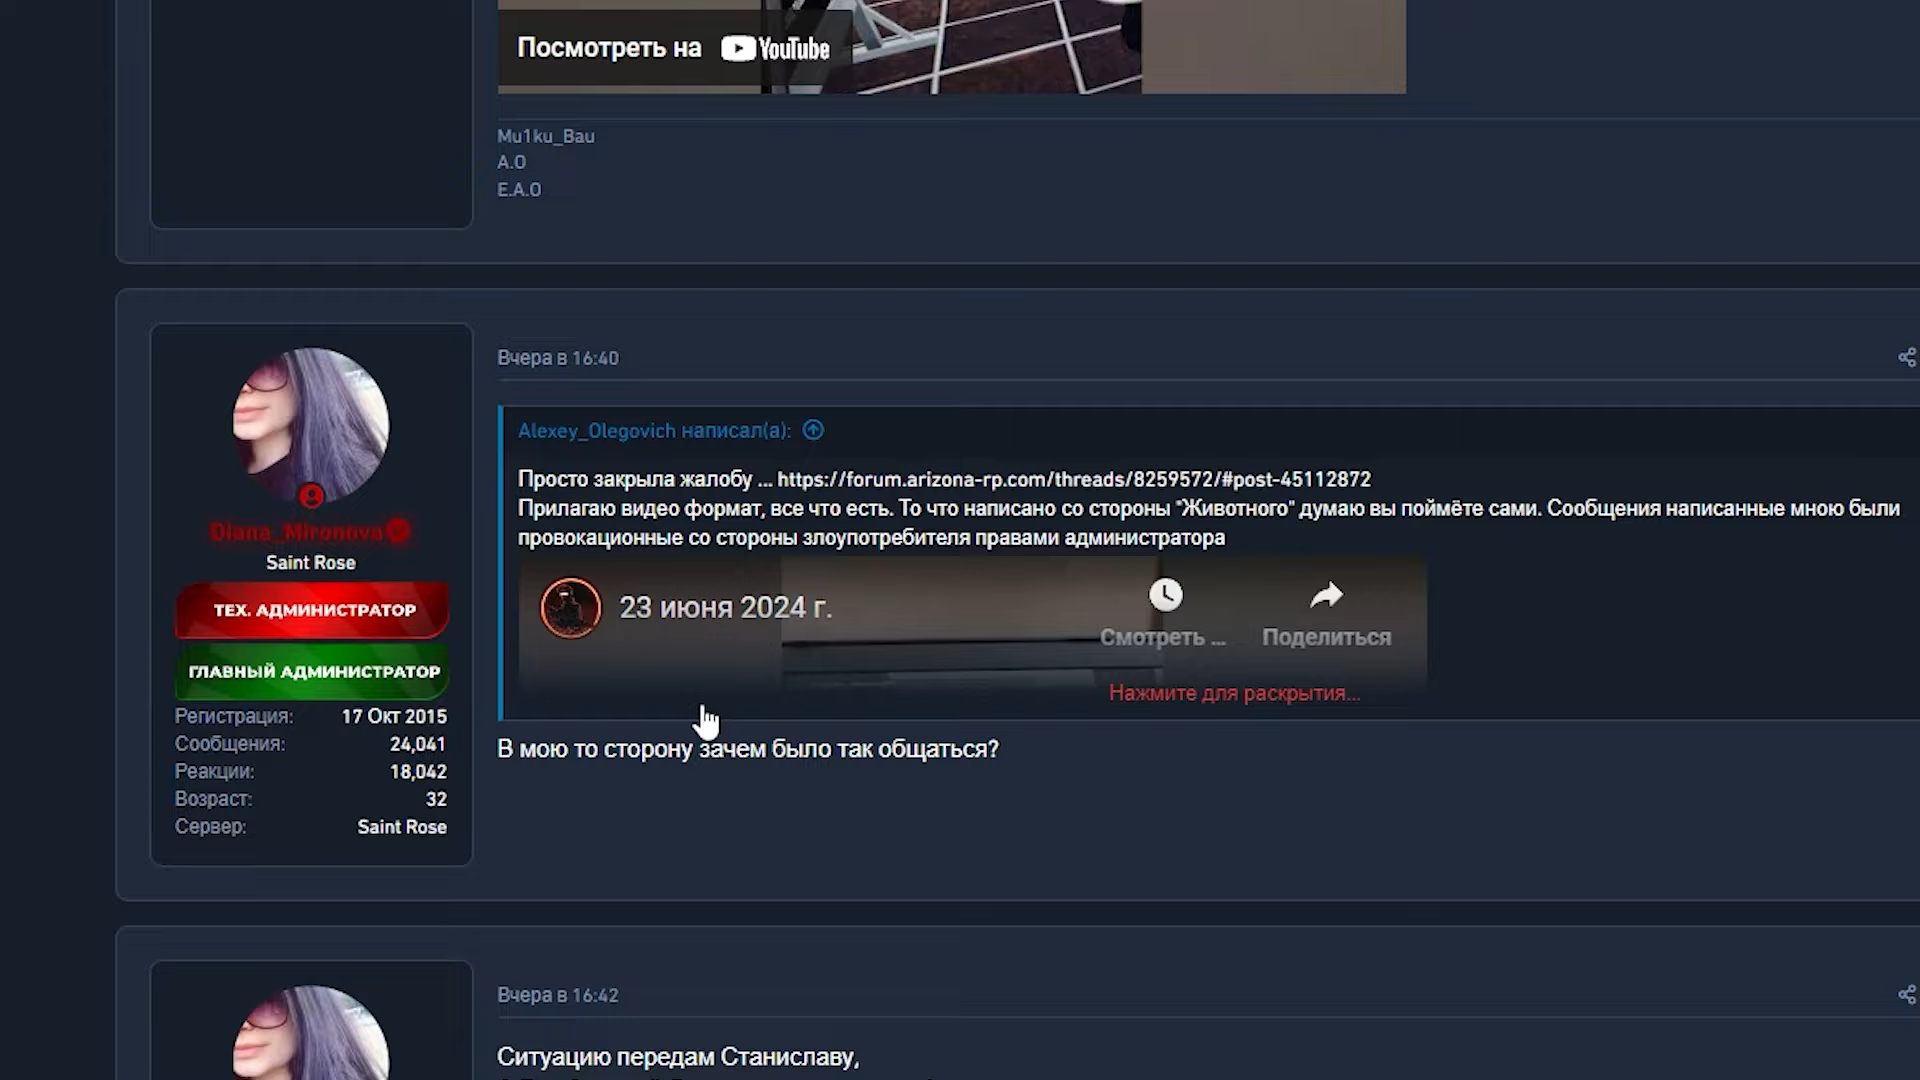 Посмотреть на YouTube
Mu1ku_Bau
A.O
E.A.O
Вчера в 16:40
Diana_Mironova
Saint Rose
ТЕХ. АДМИНИСТРАТОР
ГЛАВНЫЙ АДМИНИСТРАТОР
Регистрация: 17 Окт 2015
Сообщения: 24,041
Реакции: 18,042
Возраст: 32
Сервер: Saint Rose
Alexey_Olegovich написал(а):
Просто закрыла жалобу ... https://forum.arizona-rp.com/threads/8259572/#post-45112872
Прилагаю видео формат, все что есть. То что написано со стороны "Животного" думаю вы поймёте сами. Сообщения написанные мною были
провокационные со стороны злоупотребителя правами администратора
23 июня 2024 г.
Смотреть ...
Поделиться
Нажмите для раскрытия...
В мою то сторону зачем было так общаться?
Вчера в 16:42
Ситуацию передам Станиславу,